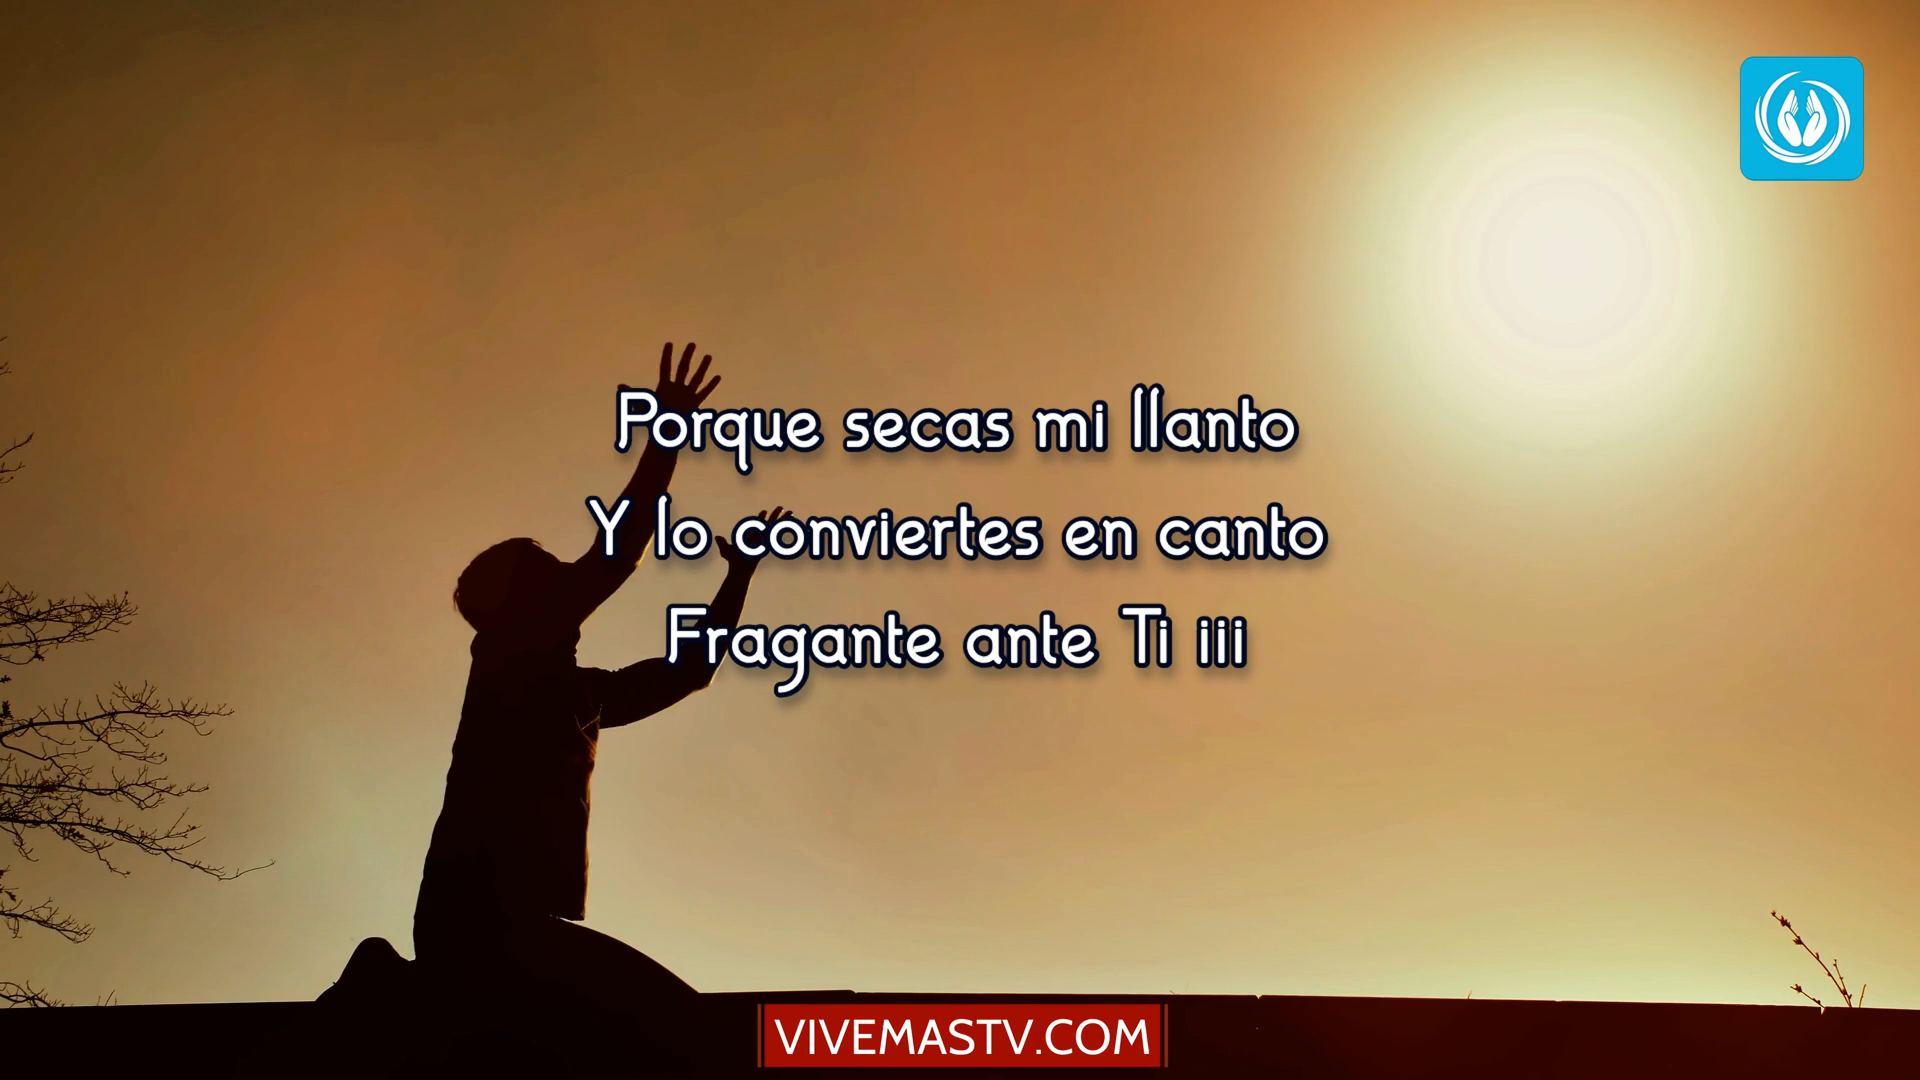 Porque secas mi llanto
Y lo conviertes en canto
Fragante ante Ti iii
VIVEMASTV.COM